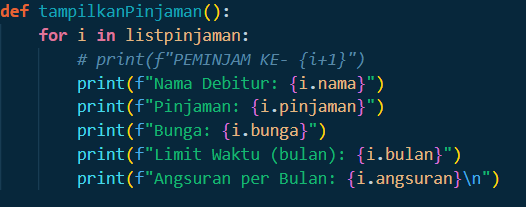 def tampilkanPinjaman():
    for i in listpinjaman:
        # print(f"PEMINJAM KE- {i+1}")
        print(f"Nama Debitur: {i.nama}")
        print(f"Pinjaman: {i.pinjaman}")
        print(f"Bunga: {i.bunga}")
        print(f"Limit Waktu (bulan): {i.bulan}")
        print(f"Angsuran per Bulan: {i.angsuran}\n")